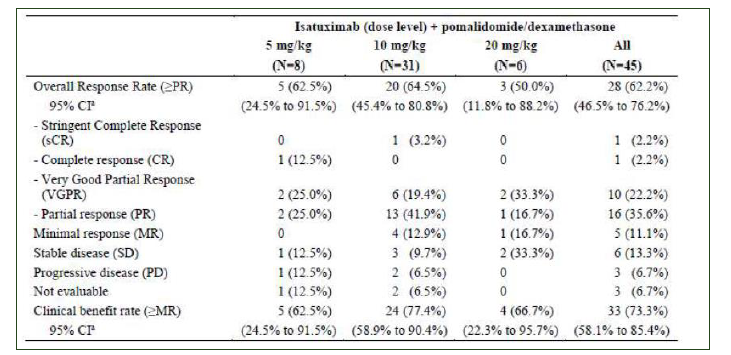 Isatuximab (dose level) + pomalidomide/dexamethasone
5 mg/kg 10 mg/kg 20 mg/kg All
(N=8) (N=31) (N=6) (N=45)
Overall Response Rate (≥PR) 5 (62.5%) 20 (64.5%) 3 (50.0%) 28 (62.2%)
95% CIª (24.5% to 91.5%) (45.4% to 80.8%) (11.8% to 88.2%) (46.5% to 76.2%)
- Stringent Complete Response
(sCR) 0 1 (3.2%) 0 1 (2.2%)
- Complete response (CR) 1 (12.5%) 0 0 1 (2.2%)
- Very Good Partial Response
(VGPR) 2 (25.0%) 6 (19.4%) 2 (33.3%) 10 (22.2%)
- Partial response (PR) 2 (25.0%) 13 (41.9%) 1 (16.7%) 16 (35.6%)
Minimal response (MR) 0 4 (12.9%) 1 (16.7%) 5 (11.1%)
Stable disease (SD) 1 (12.5%) 3 (9.7%) 2 (33.3%) 6 (13.3%)
Progressive disease (PD) 1 (12.5%) 2 (6.5%) 0 3 (6.7%)
Not evaluable 1 (12.5%) 2 (6.5%) 0 3 (6.7%)
Clinical benefit rate (≥MR) 5 (62.5%) 24 (77.4%) 4 (66.7%) 33 (73.3%)
95% CIª (24.5% to 91.5%) (58.9% to 90.4%) (22.3% to 95.7%) (58.1% to 85.4%)